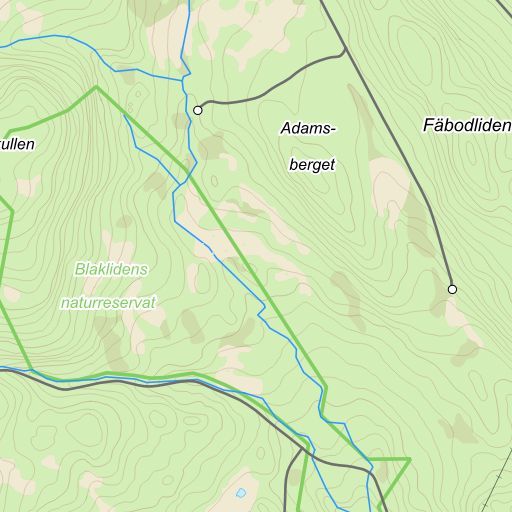 Adams-
berget
Fäbodliden
ullen
Blaklidens
naturreservat